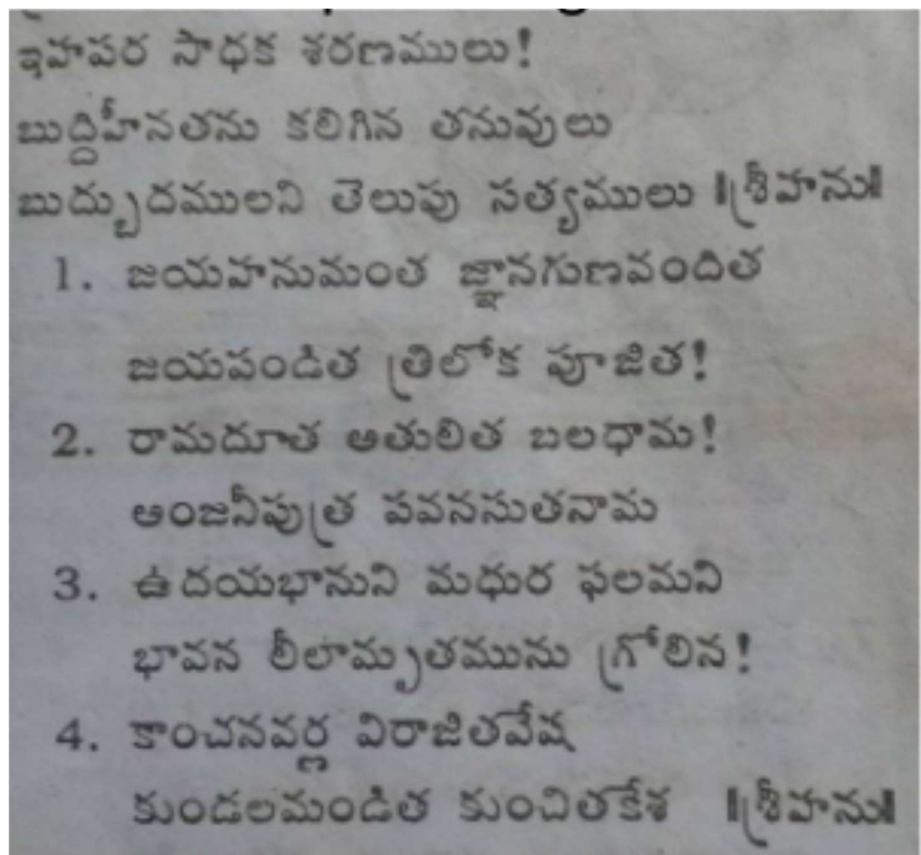 ఇహపర సాధక శరణములు!
బుద్దిహీనతను కలిగిన తనువులు
బుద్బుదములని తెలుపు సత్యములు ||శ్రీహను||
1. జయహనుమంత జ్ఞానగుణవందిత
జయపండిత త్రిలోక పూజిత!
2. రామదూత అతులిత బలధామ!
అంజనీపుత్ర పవనసుతనామ
3. ఉదయభానుని మధుర ఫలమని
భావన లీలామృతమును గ్రోలిన!
4. కాంచనవర్ణ విరాజితవేష
కుండలమండిత కుంచితకేశ ||శ్రీహను||